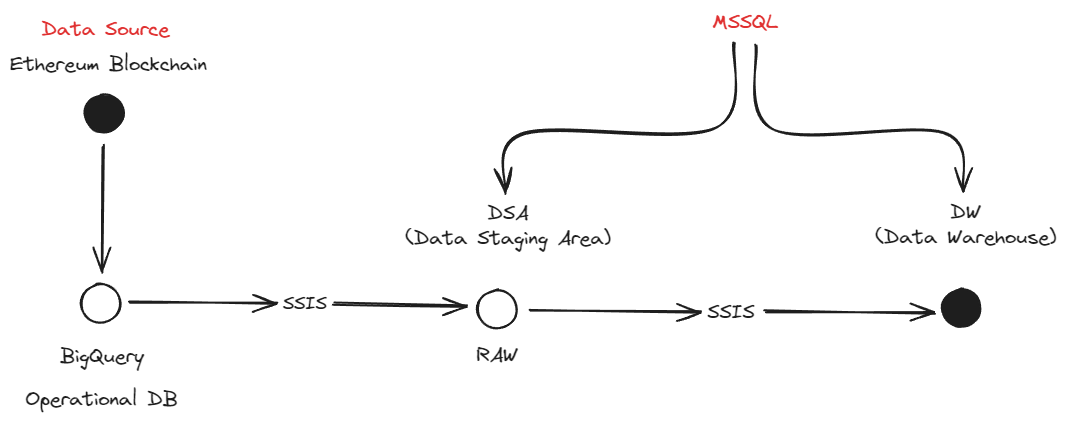 Data Source
Ethereum Blockchain
MSSQL
DSA
(Data Staging Area)
DW
(Data Warehouse)
SSIS
SSIS
BigQuery
Operational DB
RAW